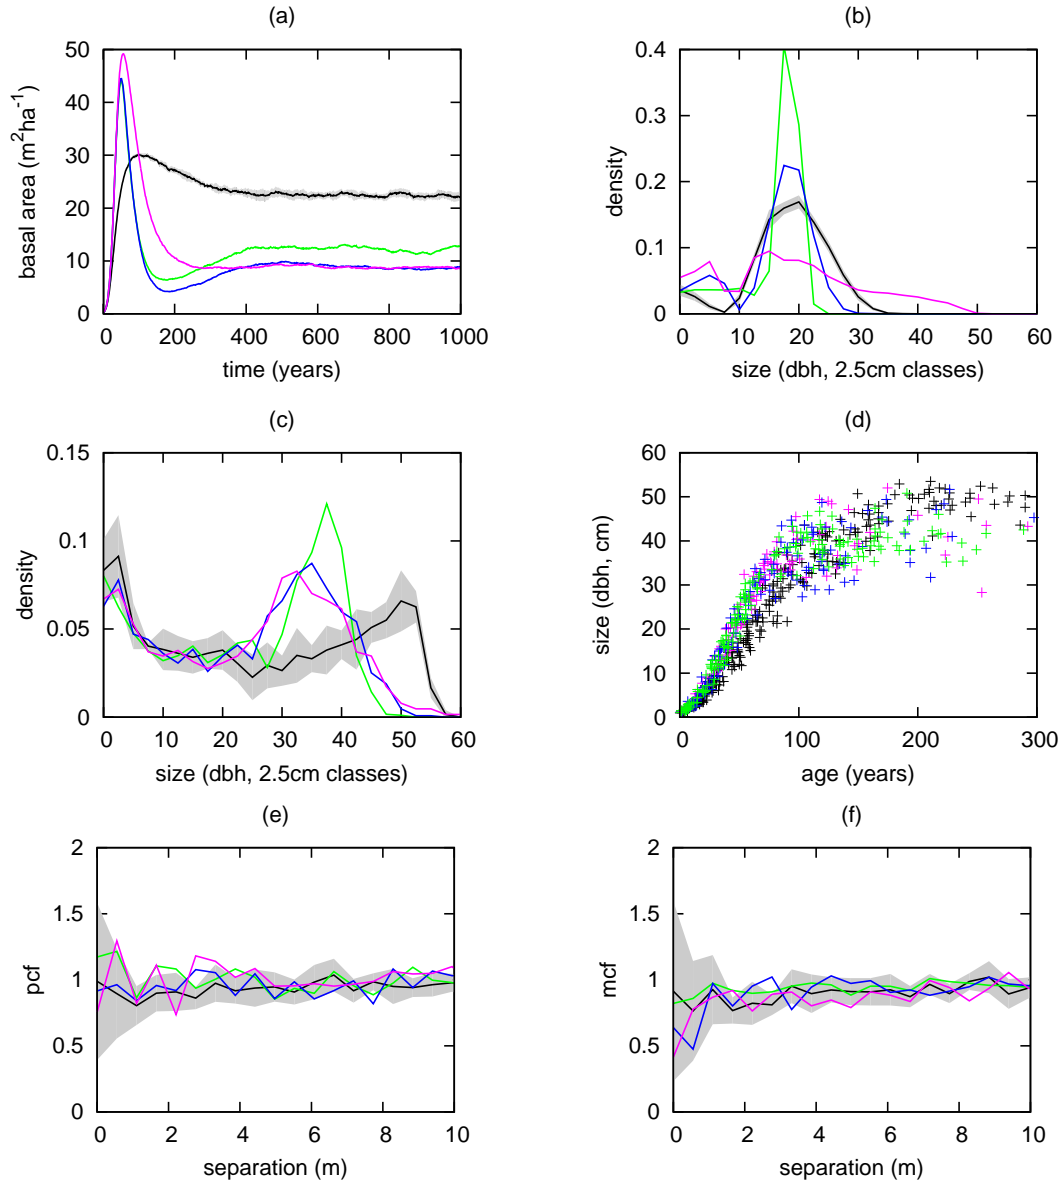 (a)
50
40
30
20
10
0
0 200 400 600 800 1000
basal area (m²ha⁻¹)
time (years)
(b)
0.4
0.3
0.2
0.1
0
0 10 20 30 40 50 60
density
size (dbh, 2.5cm classes)
(c)
0.15
0.1
0.05
0
0 10 20 30 40 50 60
density
size (dbh, 2.5cm classes)
(d)
60
50
40
30
20
10
0
0 100 200 300
size (dbh, cm)
age (years)
(e)
2
1.5
1
0.5
0
0 2 4 6 8 10
pcf
separation (m)
(f)
2
1.5
1
0.5
0
0 2 4 6 8 10
mcf
separation (m)